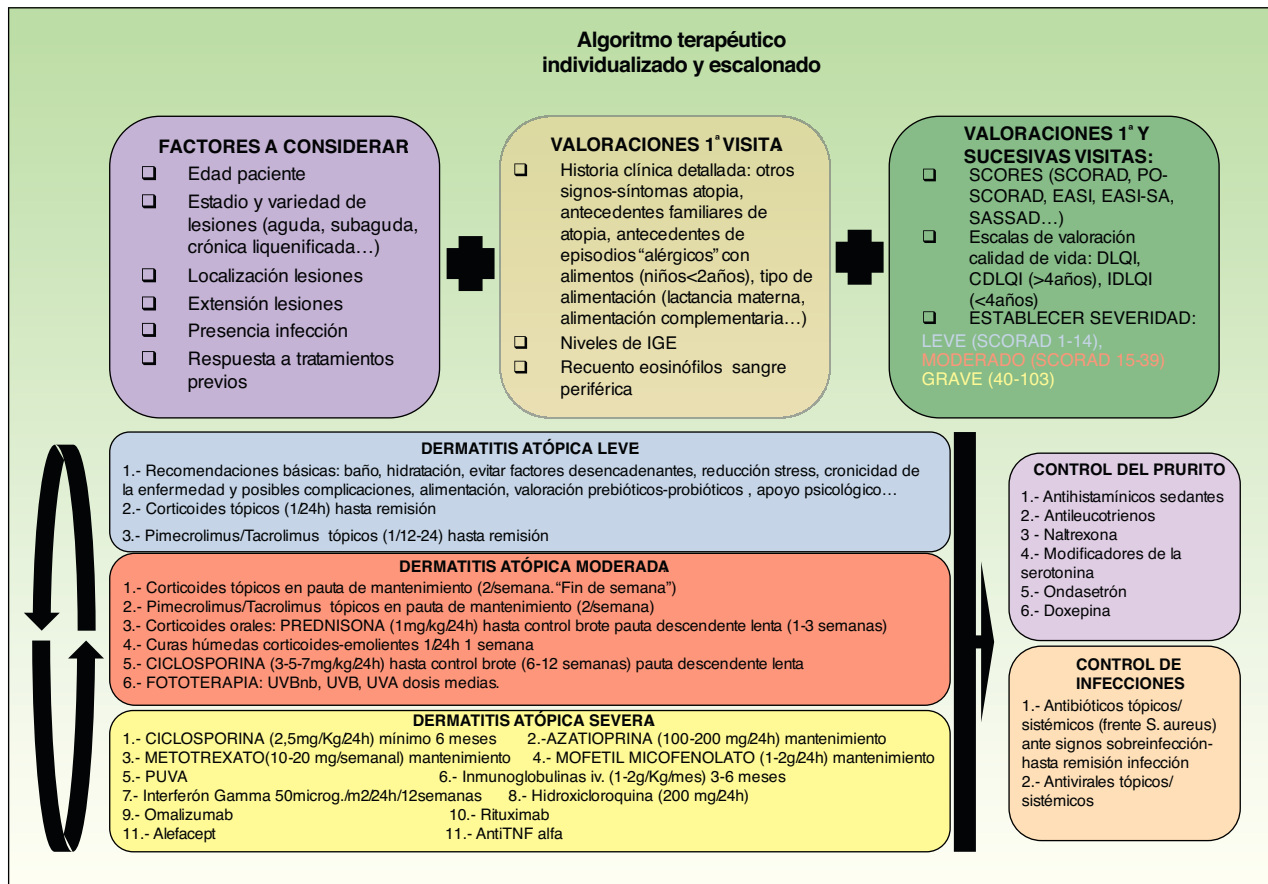 Algoritmo terapéutico
individualizado y escalonado
FACTORES A CONSIDERAR
❑ Edad paciente
❑ Estadio y variedad de
lesiones (aguda, subaguda,
crónica liquenificada…)
❑ Localización lesiones
❑ Extensión lesiones
❑ Presencia infección
❑ Respuesta a tratamientos
previos
VALORACIONES 1ª VISITA
❑ Historia clínica detallada: otros
signos-síntomas atopia,
antecedentes familiares de
atopia, antecedentes de
episodios “alérgicos” con
alimentos (niños<2años), tipo de
alimentación (lactancia materna,
alimentación complementaria…)
❑ Niveles de IGE
❑ Recuento eosinófilos sangre
periférica
VALORACIONES 1ª Y
SUCESIVAS VISITAS:
❑ SCORES (SCORAD, PO-
SCORAD, EASI, EASI-SA,
SASSAD…)
❑ Escalas de valoración
calidad de vida: DLQI,
CDLQI (>4años), IDLQI
(<4años)
❑ ESTABLECER SEVERIDAD:
LEVE (SCORAD 1-14),
MODERADO (SCORAD 15-39)
GRAVE (40-103)
DERMATITIS ATÓPICA LEVE
1.- Recomendaciones básicas: baño, hidratación, evitar factores desencadenantes, reducción stress, cronicidad de
la enfermedad y posibles complicaciones, alimentación, valoración prebióticos-probióticos , apoyo psicológico…
2.- Corticoides tópicos (1/24h) hasta remisión
3.- Pimecrolimus/Tacrolimus tópicos (1/12-24) hasta remisión
DERMATITIS ATÓPICA MODERADA
1.- Corticoides tópicos en pauta de mantenimiento (2/semana. “Fin de semana”)
2.- Pimecrolimus/Tacrolimus tópicos en pauta de mantenimiento (2/semana)
3.- Corticoides orales: PREDNISONA (1mg/kg/24h) hasta control brote pauta descendente lenta (1-3 semanas)
4.- Curas húmedas corticoides-emolientes 1/24h 1 semana
5.- CICLOSPORINA (3-5-7mg/kg/24h) hasta control brote (6-12 semanas) pauta descendente lenta
6.- FOTOTERAPIA: UVBnb, UVB, UVA dosis medias.
DERMATITIS ATÓPICA SEVERA
1.- CICLOSPORINA (2,5mg/Kg/24h) mínimo 6 meses 2.-AZATIOPRINA (100-200 mg/24h) mantenimiento
3.- METOTREXATO(10-20 mg/semanal) mantenimiento 4.- MOFETIL MICOFENOLATO (1-2g/24h) mantenimiento
5.- PUVA 6.- Inmunoglobulinas iv. (1-2g/Kg/mes) 3-6 meses
7.- Interferón Gamma 50microg./m2/24h/12semanas 8.- Hidroxicloroquina (200 mg/24h)
9.- Omalizumab 10.- Rituximab
11.- Alefacept 11.- AntiTNF alfa
CONTROL DEL PRURITO
1.- Antihistamínicos sedantes
2.- Antileucotrienos
3 - Naltrexona
4.- Modificadores de la
serotonina
5.- Ondasetrón
6.- Doxepina
CONTROL DE
INFECCIONES
1.- Antibióticos tópicos/
sistémicos (frente S. aureus)
ante signos sobreinfección-
hasta remisión infección
2.- Antivirales tópicos/
sistémicos